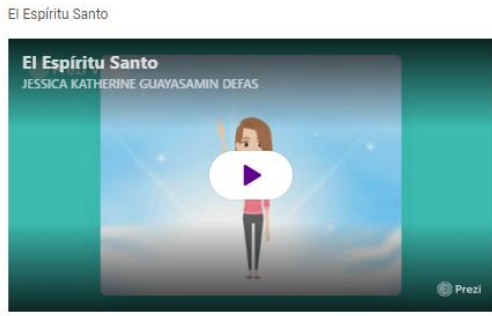 El Espíritu Santo
El Espíritu Santo
JESSICA KATHERINE GUAYASAMIN DEFAS
Prezi